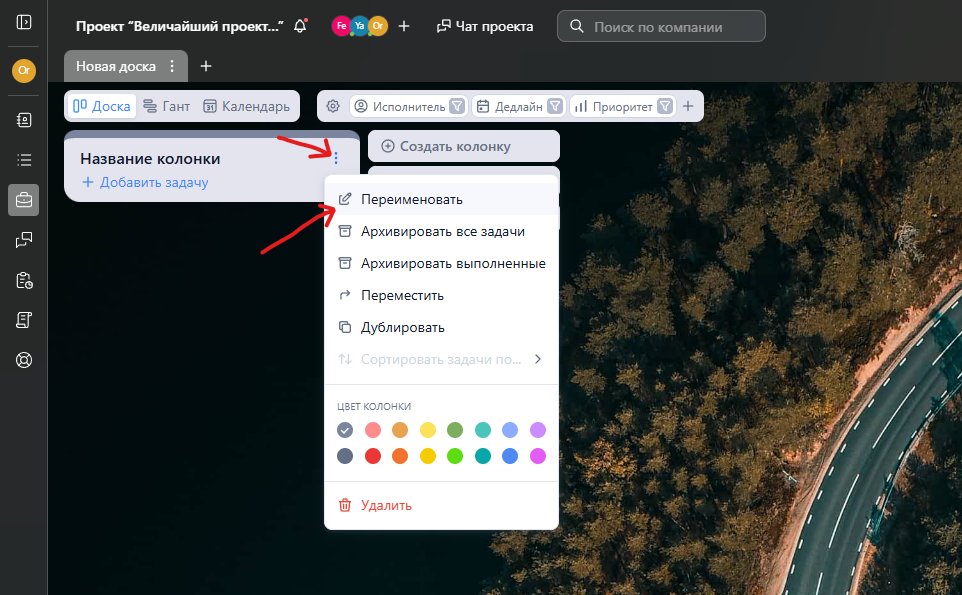 Проект “Величайший проект...”
Fe
Ya
Or
Чат проекта
Поиск по компании
Or
Новая доска
Доска
Гант
31
Календарь
Исполнитель
Дедлайн
Приоритет
Название колонки
Добавить задачу
Создать колонку
Переименовать
Архивировать все задачи
Архивировать выполненные
Переместить
Дублировать
Сортировать задачи по...
ЦВЕТ КОЛОНКИ
Удалить